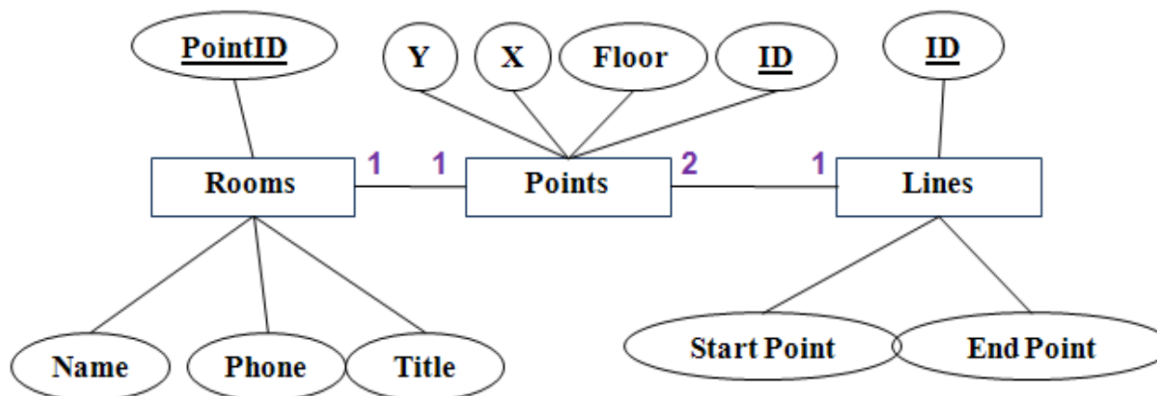 PointID
Y
X
Floor
ID
ID
Rooms
1
1
Points
2
1
Lines
Name
Phone
Title
Start Point
End Point